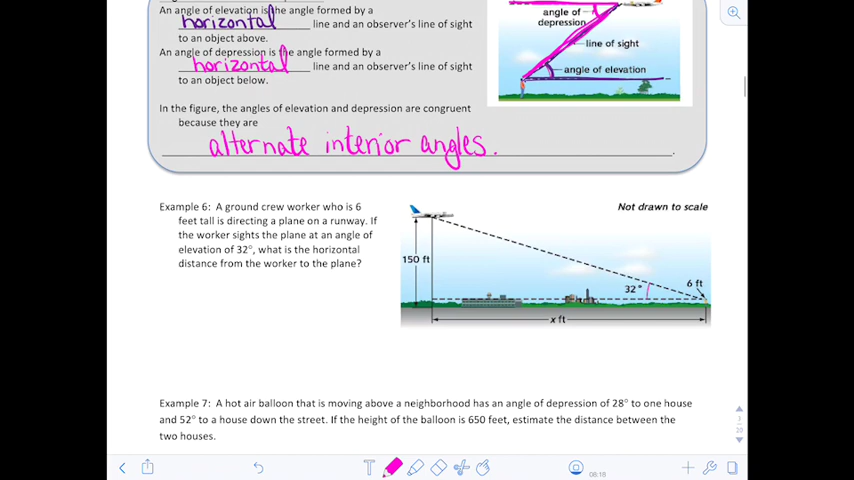 An angle of elevation is the angle formed by a
horizontal line and an observer's line of sight
to an object above.
An angle of depression is the angle formed by a
horizontal line and an observer's line of sight
to an object below.
In the figure, the angles of elevation and depression are congruent
because they are
alternate interior angles.
angle of
depression
line of sight
angle of elevation
Example 6: A ground crew worker who is 6
feet tall is directing a plane on a runway. If
the worker sights the plane at an angle of
elevation of 32°, what is the horizontal
distance from the worker to the plane?
Not drawn to scale
150 ft
32°
6 ft
x ft
Example 7: A hot air balloon that is moving above a neighborhood has an angle of depression of 28° to one house
and 52° to a house down the street. If the height of the balloon is 650 feet, estimate the distance between the
two houses.
T
08:18